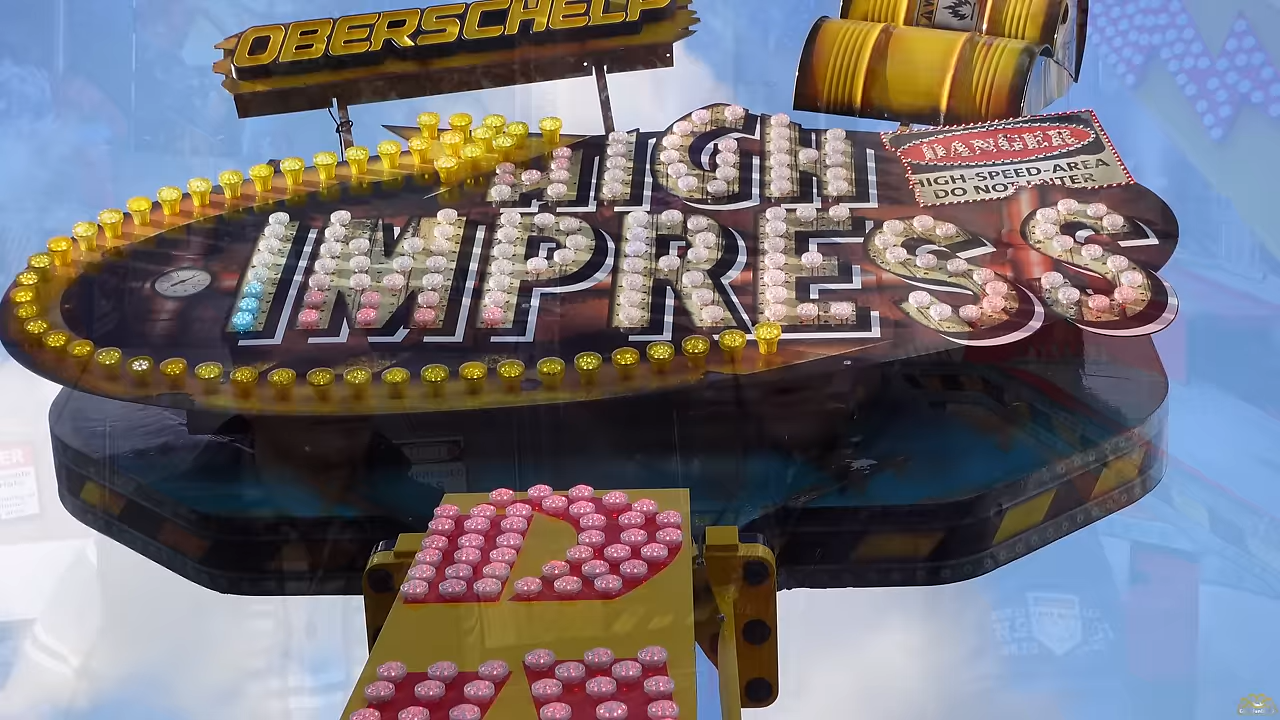 OBERSCHELP
HIGH
IMPRESS
DANGER
HIGH-SPEED-AREA
DO NOT ENTER
D